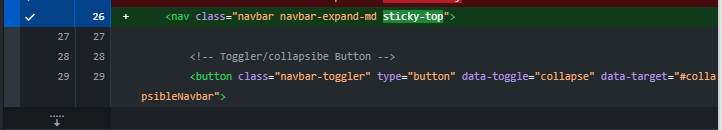 26 + <nav class="navbar navbar-expand-md sticky-top">
27 27
28 28 <!-- Toggler/collapsibe Button -->
29 29 <button class="navbar-toggler" type="button" data-toggle="collapse" data-target="#colla
psibleNavbar">